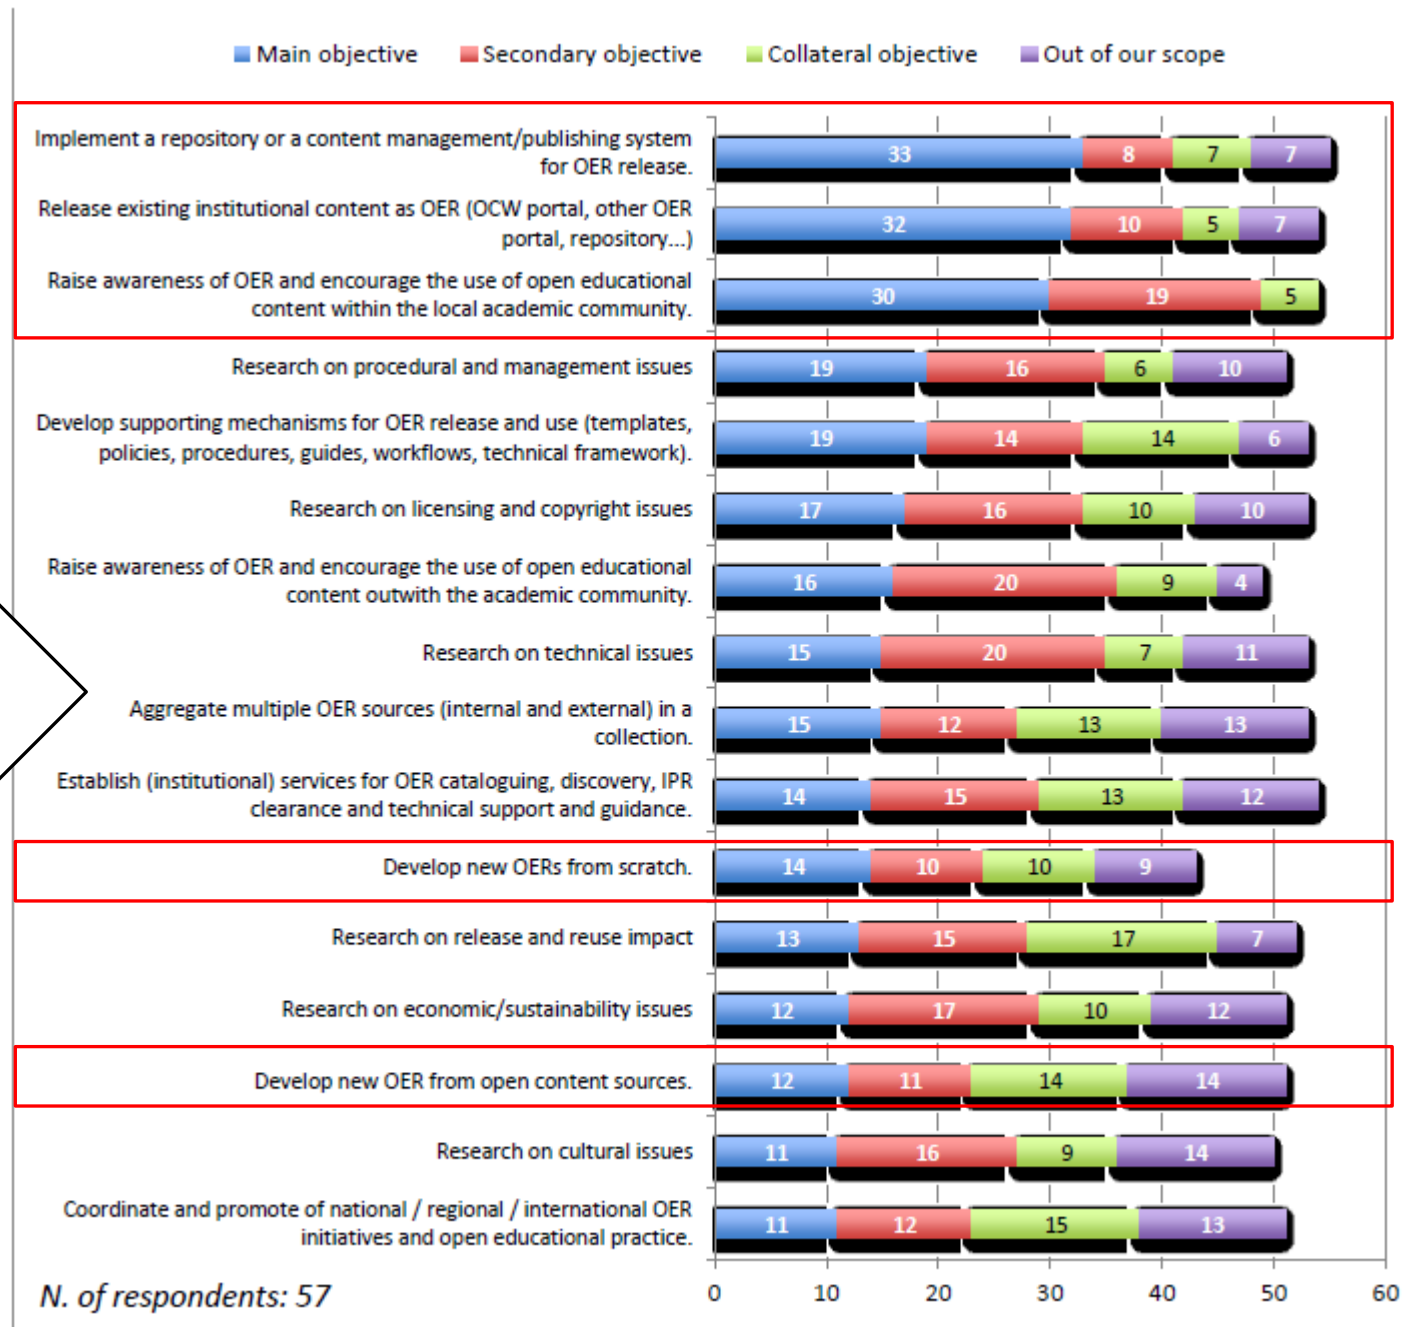 Main objective Secondary objective Collateral objective Out of our scope
Implement a repository or a content management/publishing system
for OER release.
33 8 7 7
Release existing institutional content as OER (OCW portal, other OER
portal, repository...)
32 10 5 7
Raise awareness of OER and encourage the use of open educational
content within the local academic community.
30 19 5
Research on procedural and management issues
19 16 6 10
Develop supporting mechanisms for OER release and use (templates,
policies, procedures, guides, workflows, technical framework).
19 14 14 6
Research on licensing and copyright issues
17 16 10 10
Raise awareness of OER and encourage the use of open educational
content outwith the academic community.
16 20 9 4
Research on technical issues
15 20 7 11
Aggregate multiple OER sources (internal and external) in a
collection.
15 12 13 13
Establish (institutional) services for OER cataloguing, discovery, IPR
clearance and technical support and guidance.
14 15 13 12
Develop new OERs from scratch.
14 10 10 9
Research on release and reuse impact
13 15 17 7
Research on economic/sustainability issues
12 17 10 12
Develop new OER from open content sources.
12 11 14 14
Research on cultural issues
11 16 9 14
Coordinate and promote of national / regional / international OER
initiatives and open educational practice.
11 12 15 13
0 10 20 30 40 50 60
N. of respondents: 57